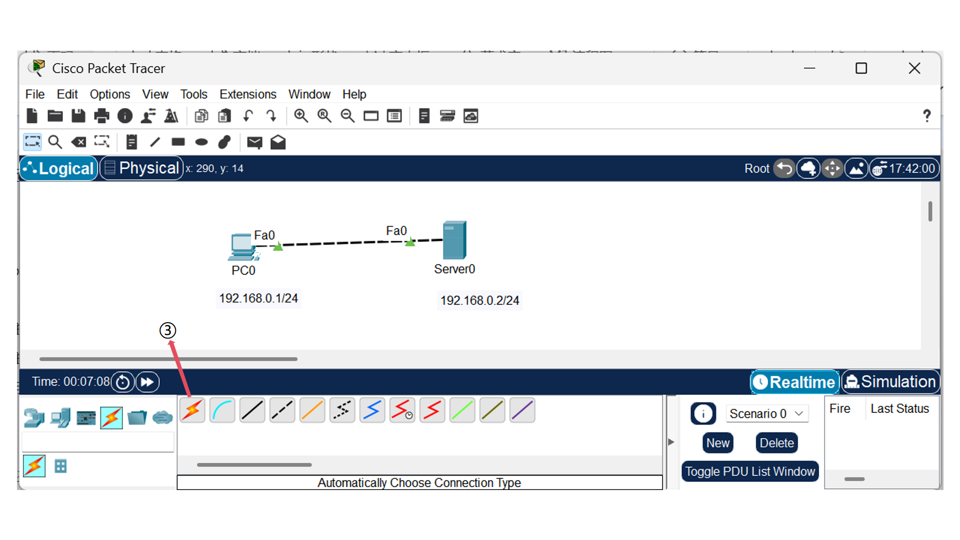 Cisco Packet Tracer
File Edit Options View Tools Extensions Window Help
?
Logical Physical x: 290, y: 14 Root 17:42:00
Fa0 Fa0
PC0 Server0
192.168.0.1/24 192.168.0.2/24
③
Time: 00:07:08 Realtime Simulation
Scenario 0 Fire Last Status
New Delete
Toggle PDU List Window
Automatically Choose Connection Type